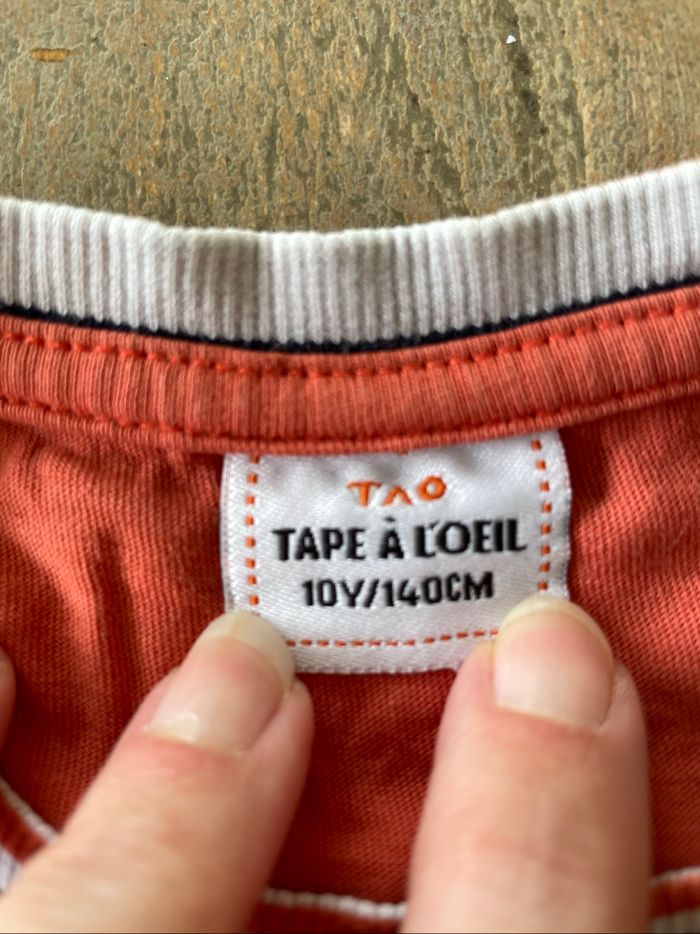 TAO
TAPE À L'OEIL
10Y/140CM